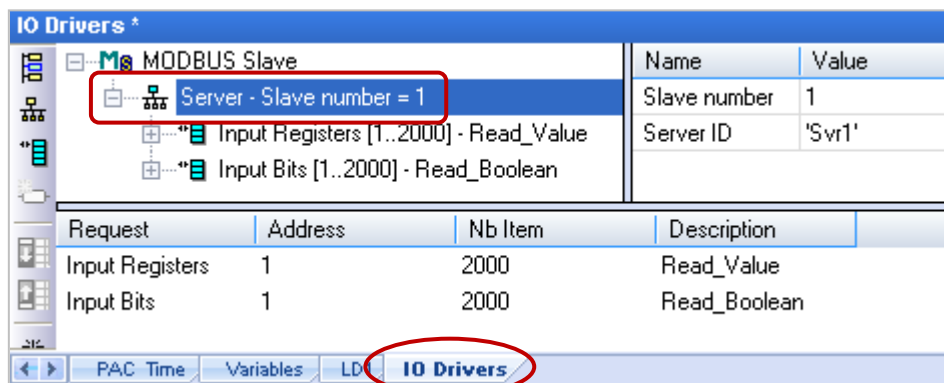 IO Drivers *
MODBUS Slave
Server - Slave number = 1
Input Registers [1..2000] - Read_Value
Input Bits [1..2000] - Read_Boolean
Name Value
Slave number 1
Server ID 'Svr1'
Request Address Nb Item Description
Input Registers 1 2000 Read_Value
Input Bits 1 2000 Read_Boolean
PAC Time Variables LD1 IO Drivers